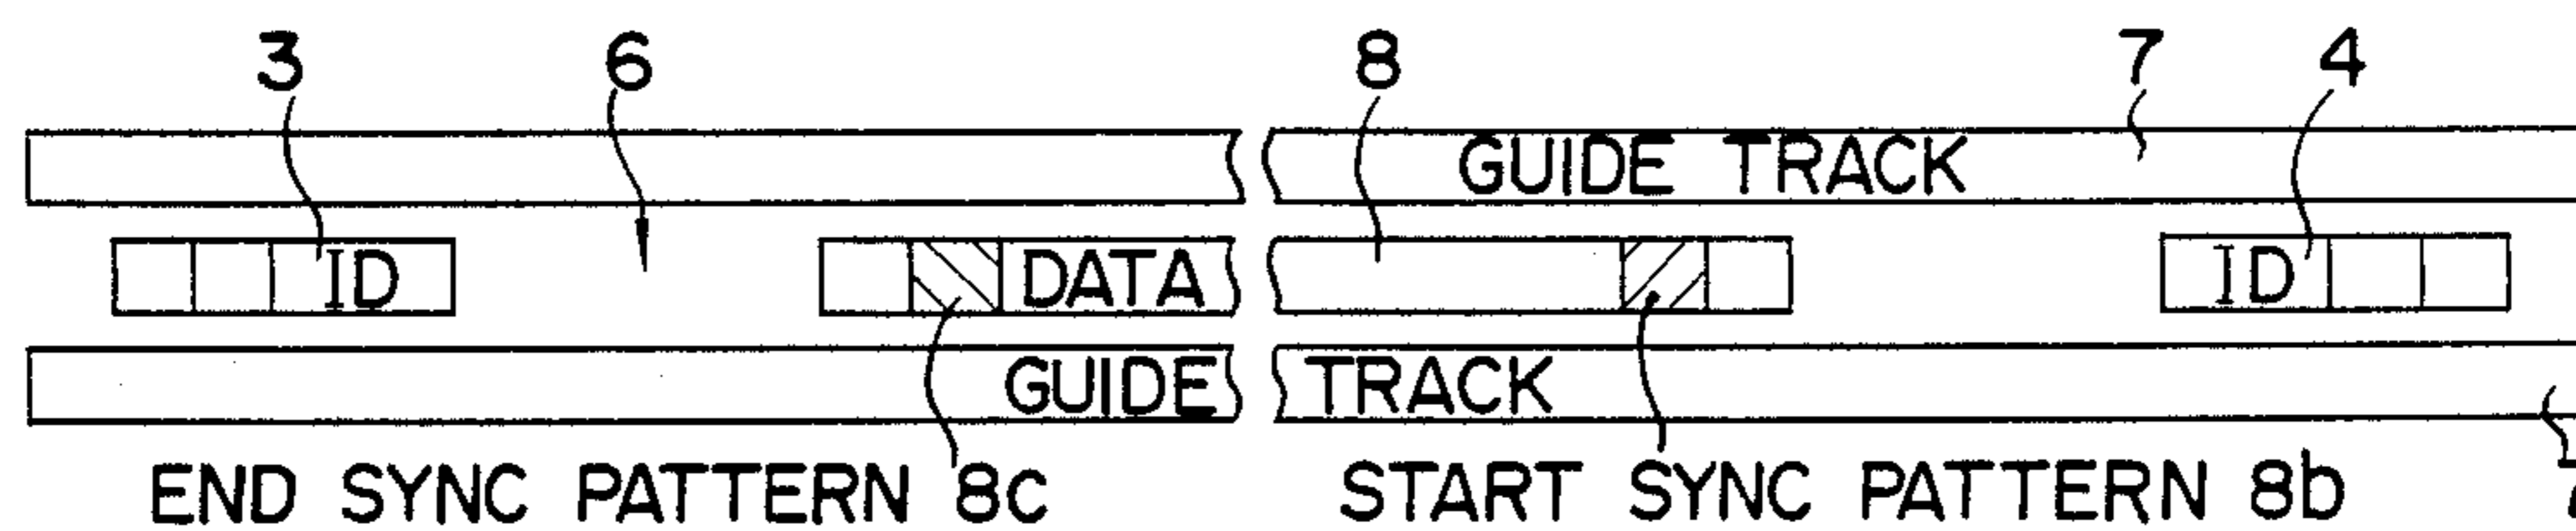 3 6 8 7 4
GUIDE TRACK
ID DATA ID
GUIDE TRACK
END SYNC PATTERN 8c START SYNC PATTERN 8b